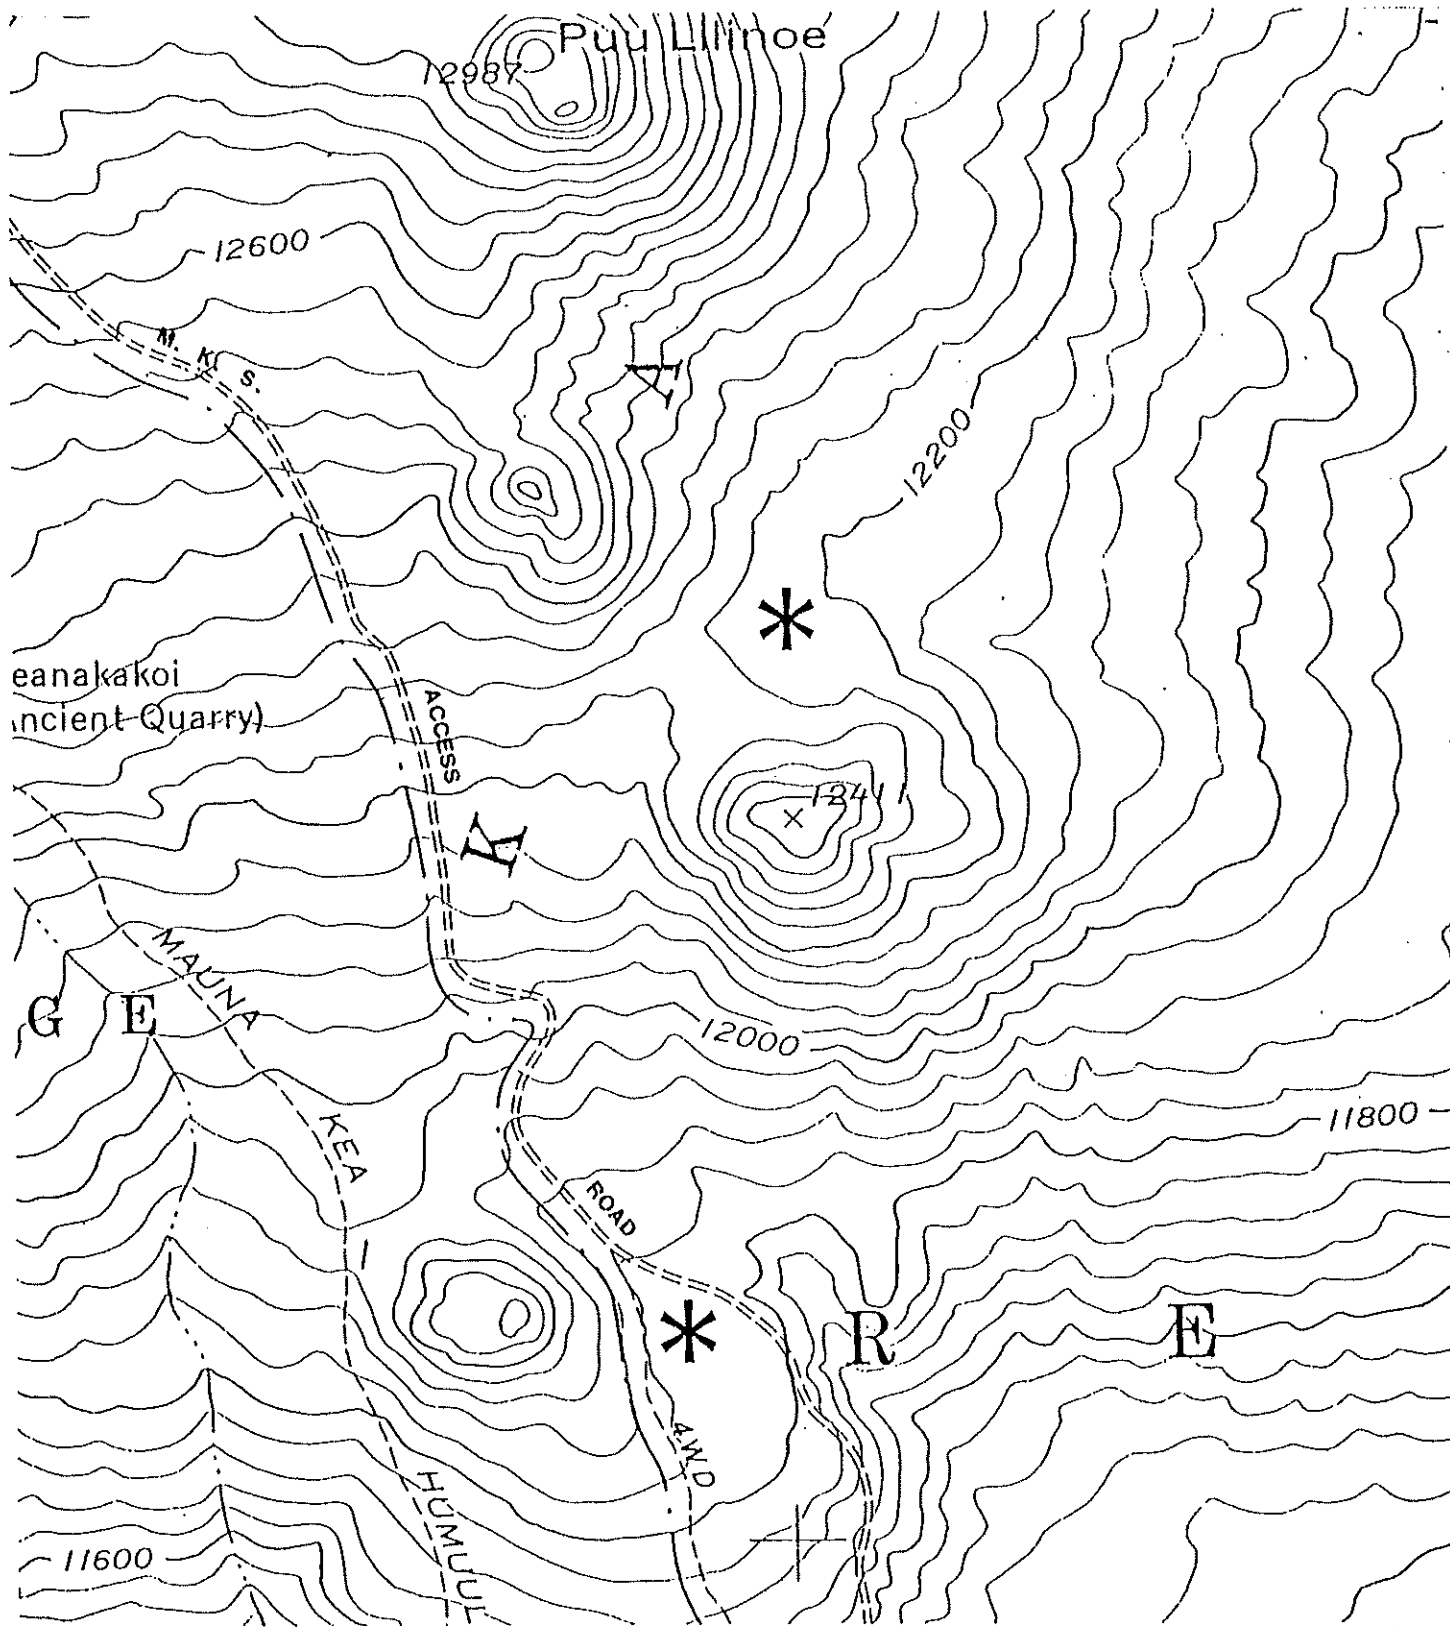 Puu Lilinoe
12987
12600
M. K. S.
A
12200
eanakakoi
ncient Quarry)
ACCESS
12411
K
MAUNA
G E
12000
KEA
11800
ROAD
R E
4WD
HUMUUL
11600